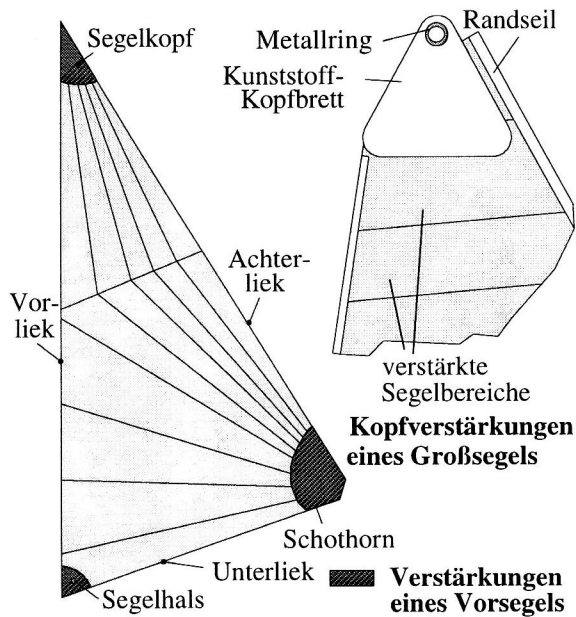 Segelkopf
Vor-
liek
Achter-
liek
Schothorn
Unterliek
Segelhals
Verstärkungen
eines Vorsegels
Metallring
Kunststoff-
Kopfbrett
Randseil
verstärkte
Segelbereiche
Kopfverstärkungen
eines Großsegels